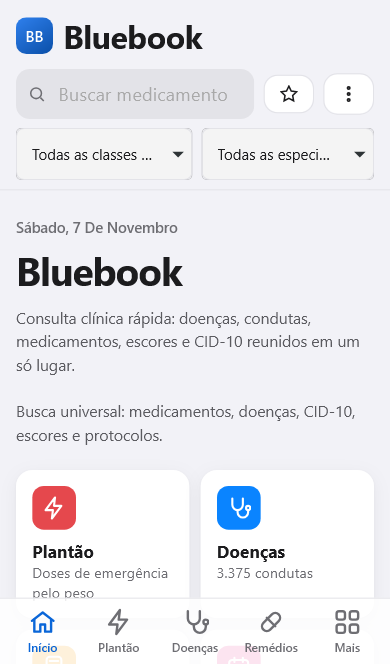 BB Bluebook
Buscar medicamento
Todas as classes ...
Todas as especi...
Sábado, 7 De Novembro
Bluebook
Consulta clínica rápida: doenças, condutas,
medicamentos, escores e CID-10 reunidos em um
só lugar.
Busca universal: medicamentos, doenças, CID-10,
escores e protocolos.
Plantão
Doses de emergência
pelo peso
Doenças
3.375 condutas
Início
Plantão
Doenças
Remédios
Mais